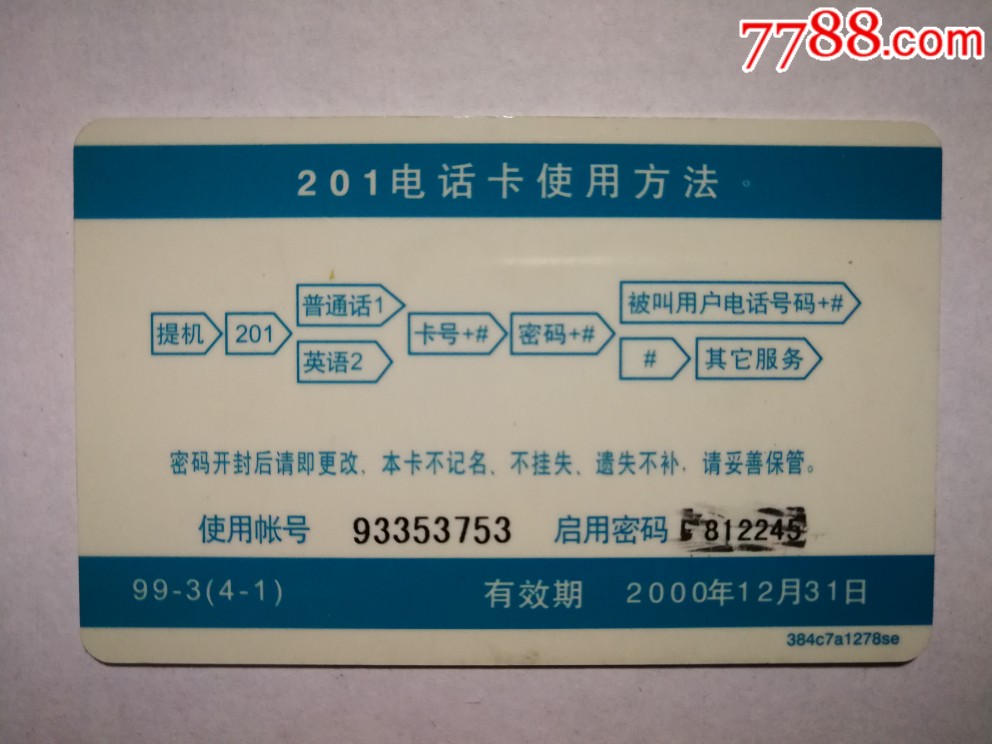 7788.com
201电话卡使用方法
提机 201 普通话1 英语2 卡号+# 密码+# 被叫用户电话号码+# # 其它服务
密码开封后请即更改、本卡不记名、不挂失、遗失不补，请妥善保管。
使用帐号 93353753 启用密码 812245
99-3(4-1) 有效期 2000年12月31日
384c7a1278se